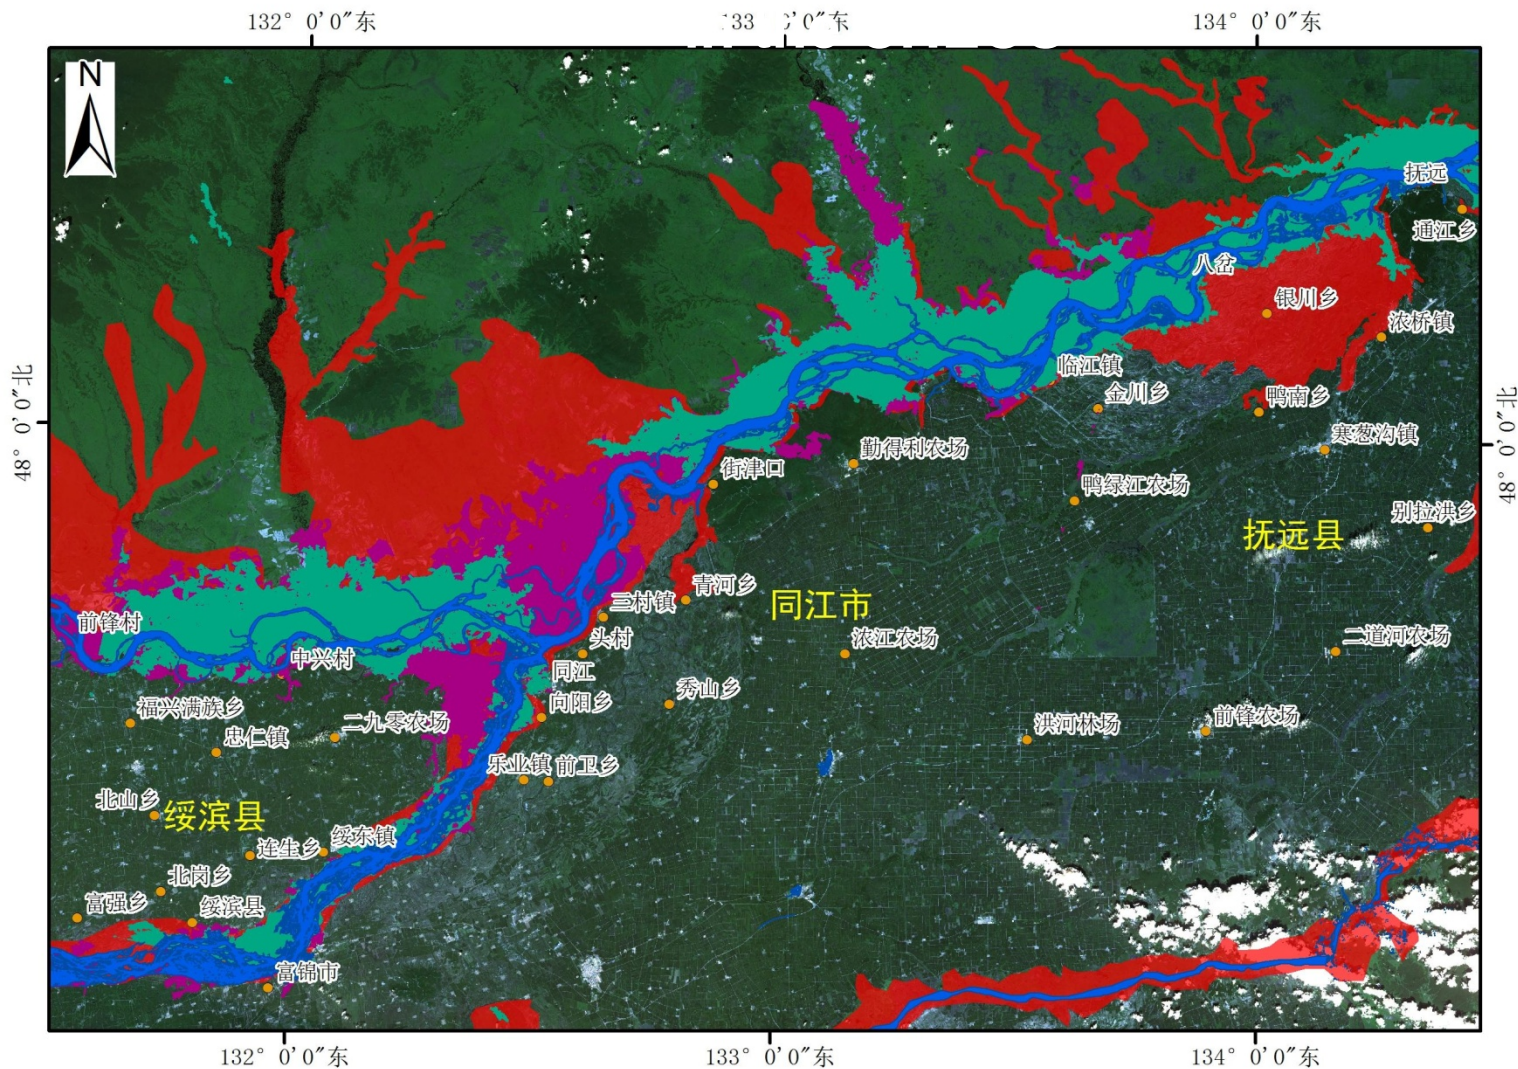 132° 0′0″东
134° 0′0″东
N
抚远
通江乡
八岔
银川乡
浓桥镇
临江镇
金川乡
鸭南乡
48° 0′0″北
48° 0′0″北
寒葱沟镇
勤得利农场
街津口
鸭绿江农场
别拉洪乡
抚远县
青河乡
三村镇
同江市
前锋村
头村
浓江农场
二道河农场
中兴村
同江
秀山乡
向阳乡
福兴满族乡
二九零农场
忠仁镇
洪河林场
前锋农场
乐业镇
前卫乡
北山乡
绥滨县
绥东镇
连生乡
北岗乡
富强乡
绥滨县
富锦市
132° 0′0″东
133° 0′0″东
134° 0′0″东